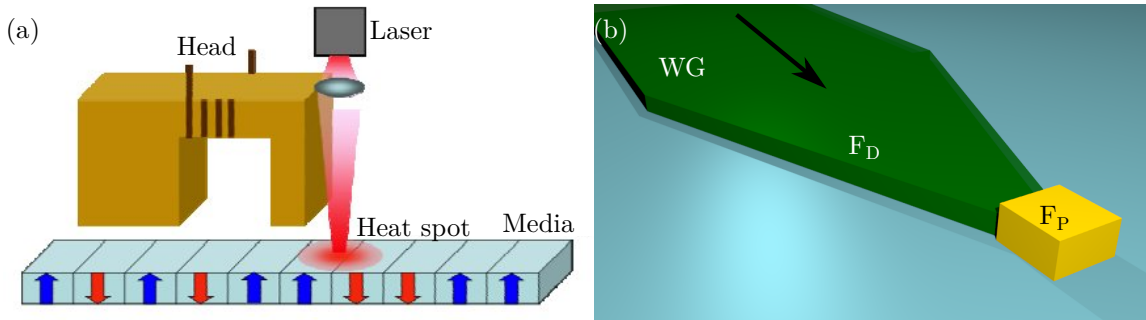 (a)
Laser
Head
Heat spot
Media
(b)
WG
F_D
F_P